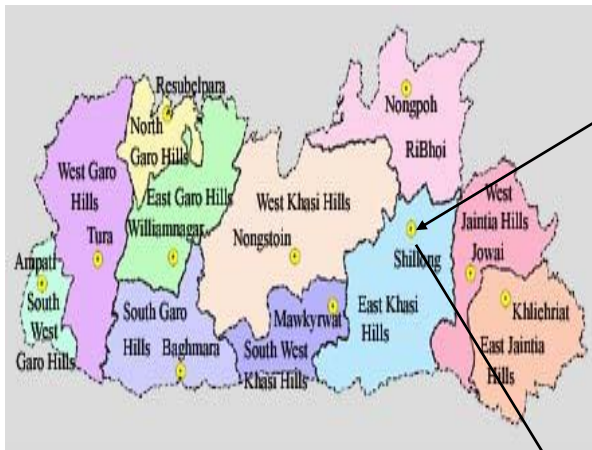 Resubelpara
North
Garo Hills
West Garo
Hills
Tura
East Garo Hills
Williamnagar
Ampati
South
West
Garo Hills
South Garo
Hills
Baghmara
West Khasi Hills
Nongstoin
Mawkyrwat
South West
Khasi Hills
Nongpoh
RiBhoi
Shillong
East Khasi
Hills
West
Jaintia Hills
Jowai
Khliehriat
East Jaintia
Hills